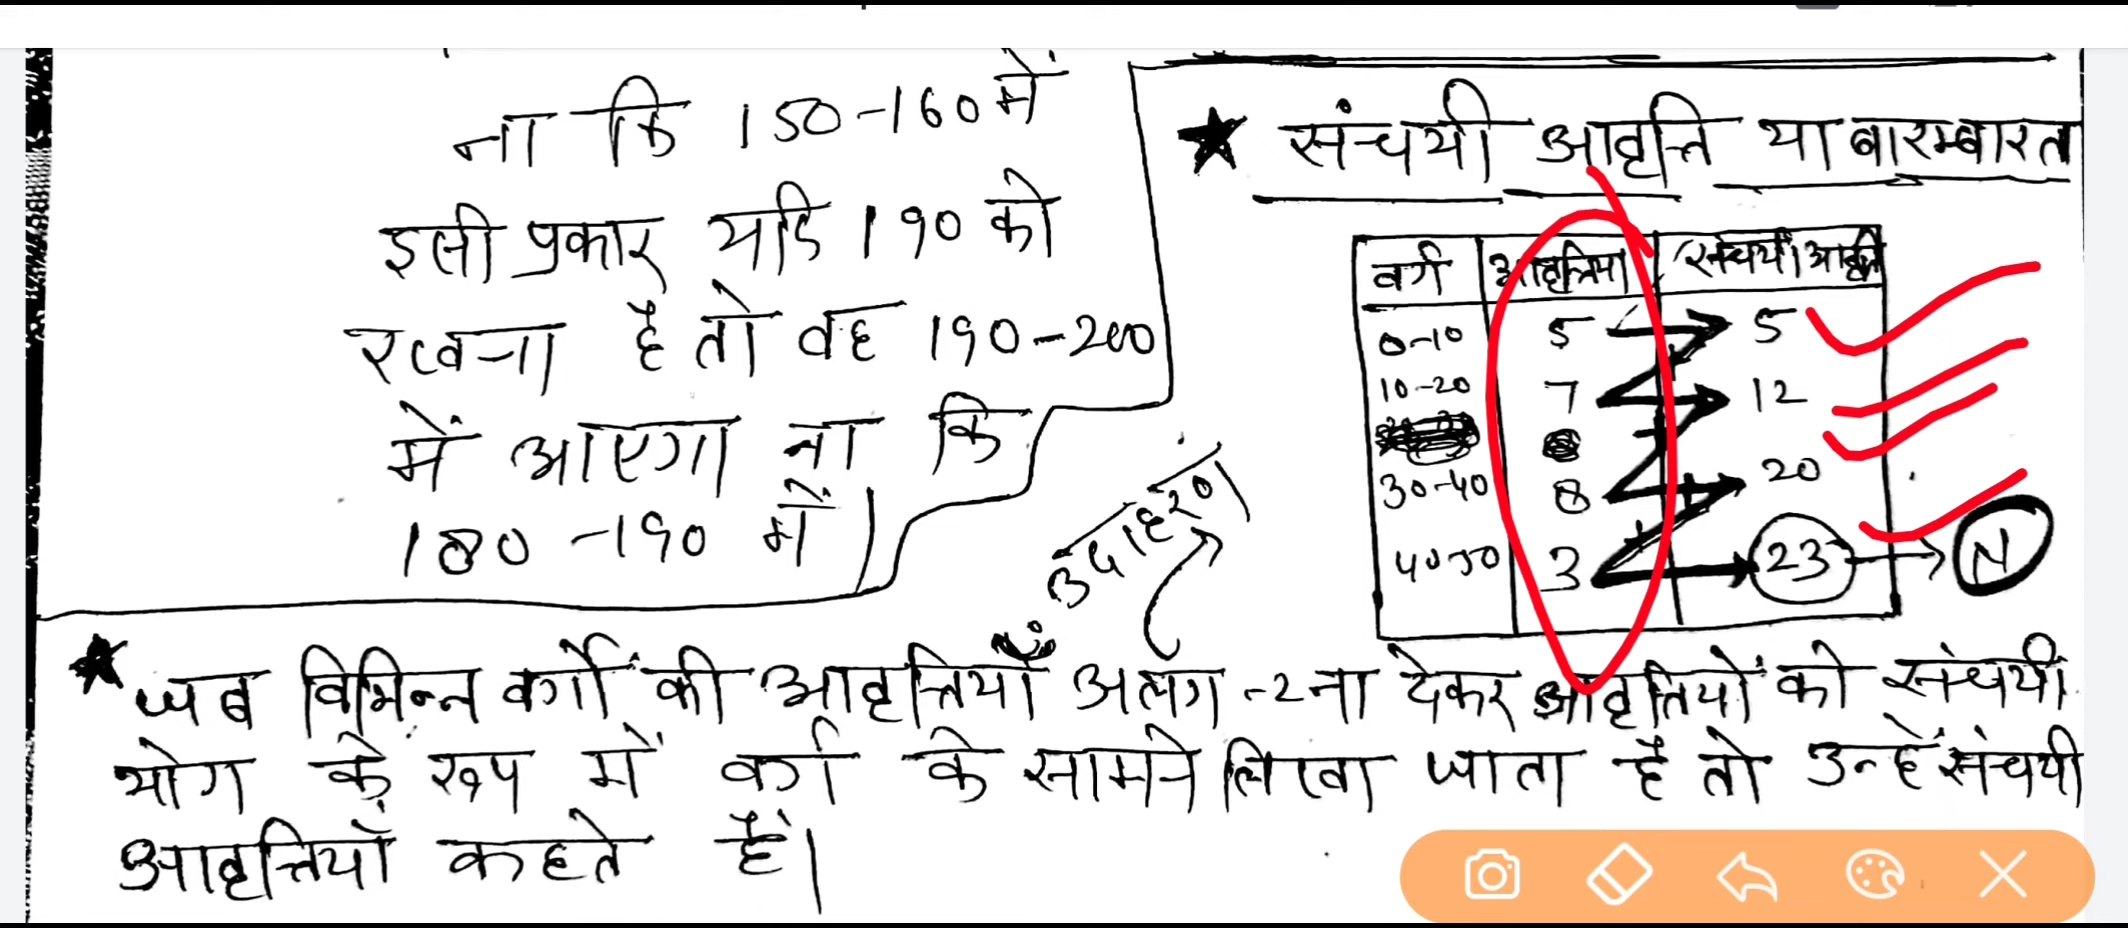 ना कि 150-160 में
इसी प्रकार यदि 190 को
रखना है तो वह 190-200
में आएगा ना कि
180-190 में।
★ संचयी आवृत्ति या बारम्बारत
वर्ग आवृत्तिया संचयी आवृत्ति
0-10 5 5
10-20 7 12
30-40 8 20
40-50 3 23 → N
उदाहरण
★ जब विभिन्न वर्गों की आवृत्तियाँ अलग-2 ना देकर आवृत्तियों को संचयी
योग के रूप में वर्ग के सामने लिखा जाता है तो उन्हें संचयी
आवृत्तियाँ कहते हैं।